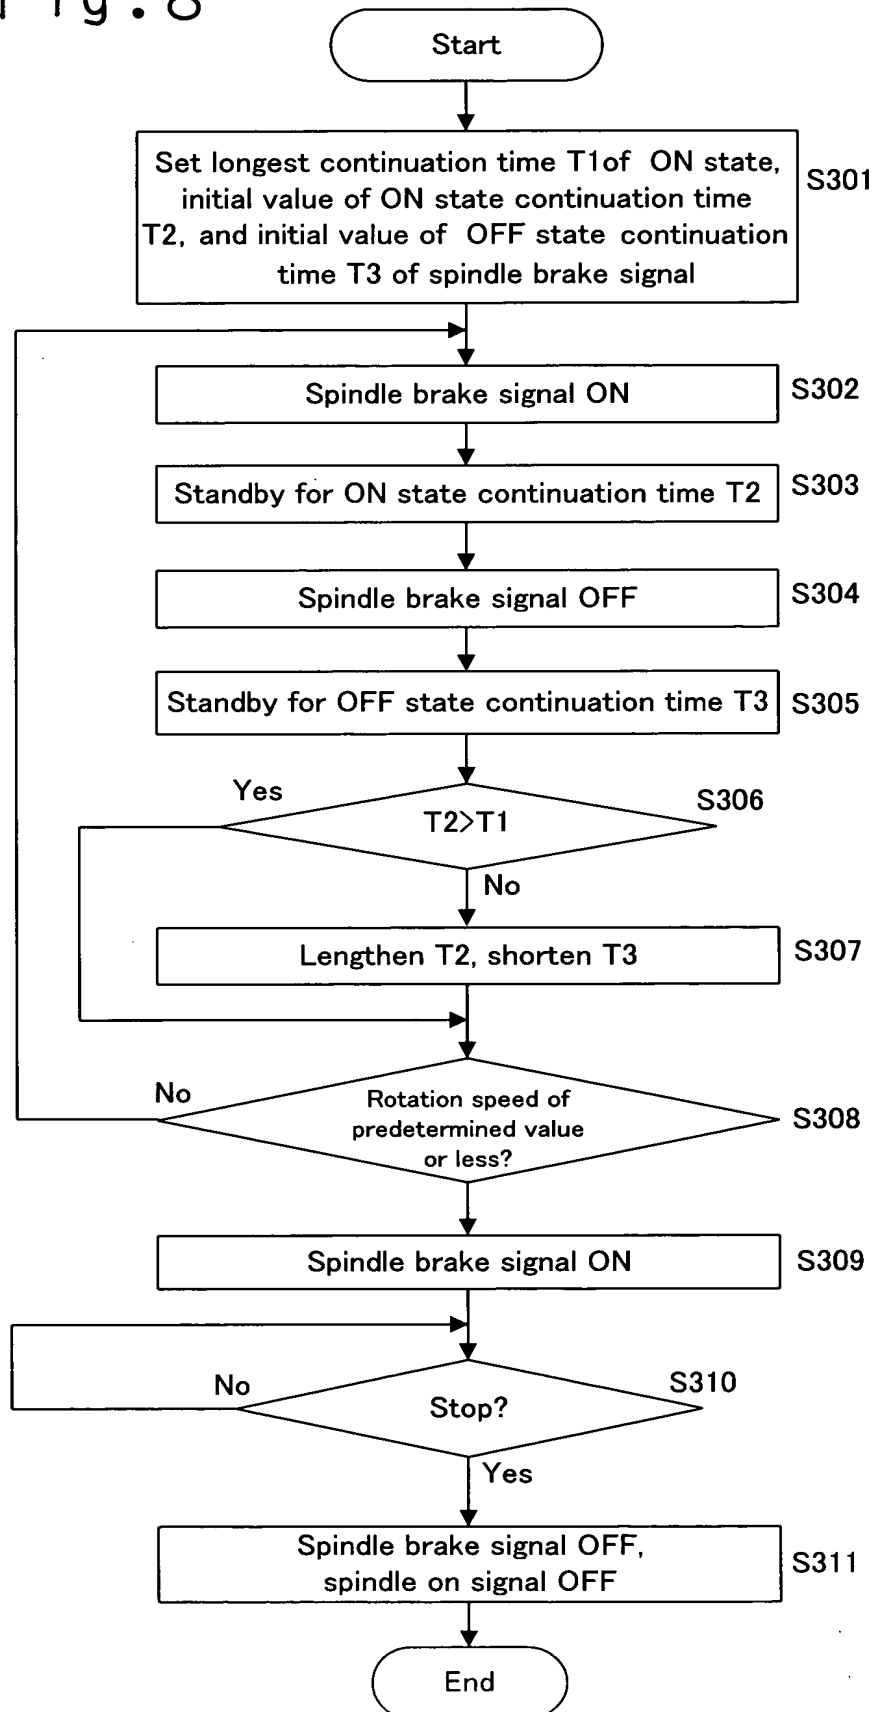 Fig.8
Start
Set longest continuation time T1of ON state,
initial value of ON state continuation time
T2, and initial value of OFF state continuation
time T3 of spindle brake signal
S301
Spindle brake signal ON
S302
Standby for ON state continuation time T2
S303
Spindle brake signal OFF
S304
Standby for OFF state continuation time T3
S305
Yes
T2>T1
S306
No
Lengthen T2, shorten T3
S307
No
Rotation speed of
predetermined value
or less?
S308
Spindle brake signal ON
S309
No
Stop?
S310
Yes
Spindle brake signal OFF,
spindle on signal OFF
S311
End